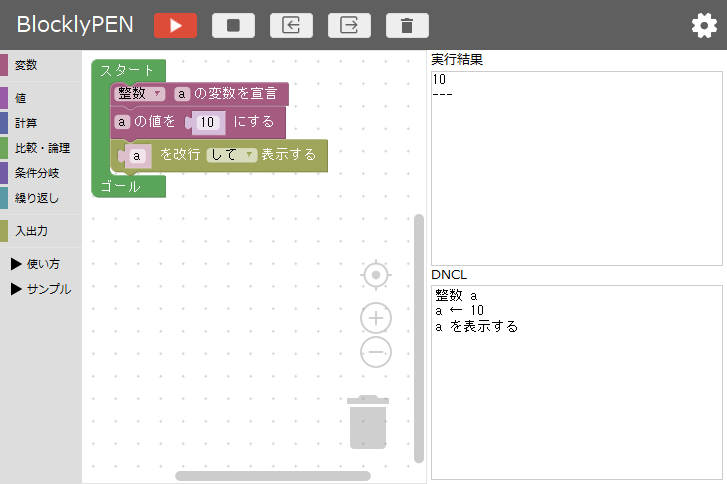 BlocklyPEN
変数
値
計算
比較・論理
条件分岐
繰り返し
入出力
▶ 使い方
▶ サンプル
スタート
整数 ▼ a の変数を宣言
a の値を 10 にする
a を改行 して ▼ 表示する
ゴール
実行結果
10
---
DNCL
整数 a
a ← 10
a を表示する